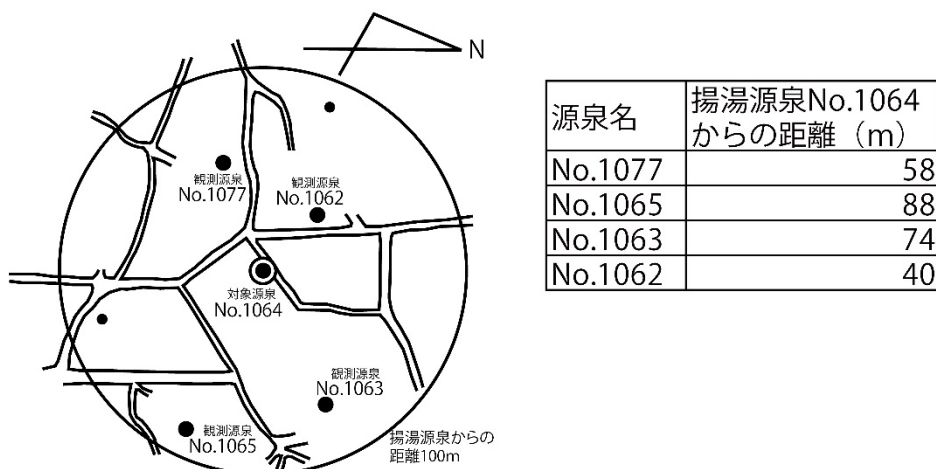 N
観測源泉
No.1077
観測源泉
No.1062
対象源泉
No.1064
観測源泉
No.1063
観測源泉
No.1065
揚湯源泉からの
距離100m
源泉名 揚湯源泉No.1064
からの距離（m）
No.1077 58
No.1065 88
No.1063 74
No.1062 40